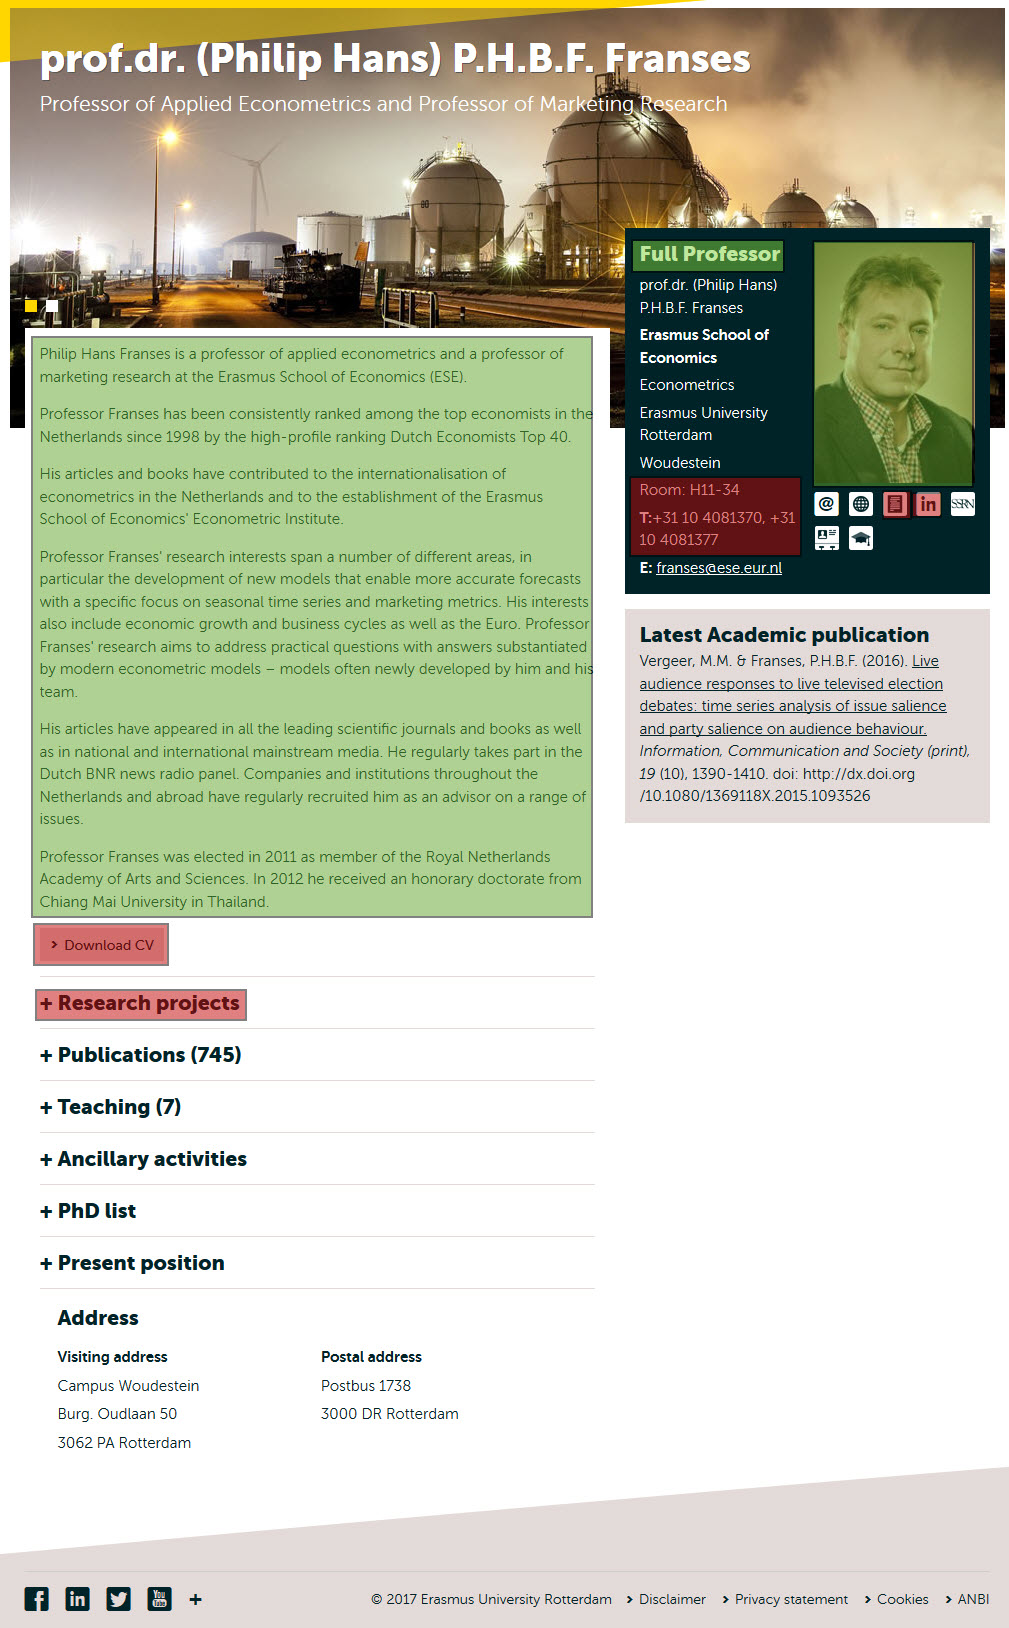 prof.dr. (Philip Hans) P.H.B.F. Franses
Professor of Applied Econometrics and Professor of Marketing Research
Full Professor
prof.dr. (Philip Hans)
P.H.B.F. Franses
Erasmus School of
Economics
Econometrics
Erasmus University
Rotterdam
Woudestein
Room: H11-34
T:+31 10 4081370, +31
10 4081377
E: franses@ese.eur.nl
@
in
SSRN
Latest Academic publication
Vergeer, M.M. & Franses, P.H.B.F. (2016). Live
audience responses to live televised election
debates: time series analysis of issue salience
and party salience on audience behaviour.
Information, Communication and Society (print),
19 (10), 1390-1410. doi: http://dx.doi.org
/10.1080/1369118X.2015.1093526
Philip Hans Franses is a professor of applied econometrics and a professor of
marketing research at the Erasmus School of Economics (ESE).
Professor Franses has been consistently ranked among the top economists in the
Netherlands since 1998 by the high-profile ranking Dutch Economists Top 40.
His articles and books have contributed to the internationalisation of
econometrics in the Netherlands and to the establishment of the Erasmus
School of Economics' Econometric Institute.
Professor Franses' research interests span a number of different areas, in
particular the development of new models that enable more accurate forecasts
with a specific focus on seasonal time series and marketing metrics. His interests
also include economic growth and business cycles as well as the Euro. Professor
Franses' research aims to address practical questions with answers substantiated
by modern econometric models – models often newly developed by him and his
team.
His articles have appeared in all the leading scientific journals and books as well
as in national and international mainstream media. He regularly takes part in the
Dutch BNR news radio panel. Companies and institutions throughout the
Netherlands and abroad have regularly recruited him as an advisor on a range of
issues.
Professor Franses was elected in 2011 as member of the Royal Netherlands
Academy of Arts and Sciences. In 2012 he received an honorary doctorate from
Chiang Mai University in Thailand.
Download CV
+ Research projects
+ Publications (745)
+ Teaching (7)
+ Ancillary activities
+ PhD list
+ Present position
Address
Visiting address
Campus Woudestein
Burg. Oudlaan 50
3062 PA Rotterdam
Postal address
Postbus 1738
3000 DR Rotterdam
f in You Tube +
© 2017 Erasmus University Rotterdam Disclaimer Privacy statement Cookies ANBI